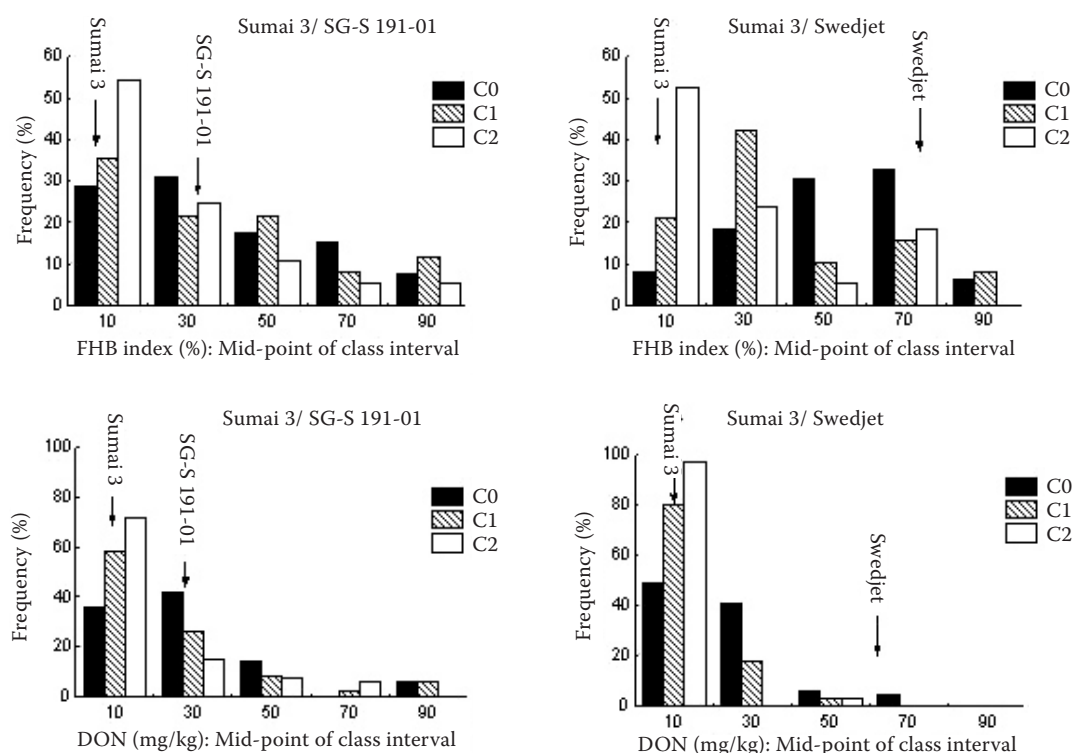 Sumai 3/ SG-S 191-01
Sumai 3
SG-S 191-01
Frequency (%)
60
50
40
30
20
10
0
C0
C1
C2
10 30 50 70 90
FHB index (%): Mid-point of class interval
Sumai 3/ Swedjet
Sumai 3
Swedjet
Frequency (%)
60
50
40
30
20
10
0
C0
C1
C2
10 30 50 70 90
FHB index (%): Mid-point of class interval
Sumai 3/ SG-S 191-01
Sumai 3
SG-S 191-01
Frequency (%)
100
80
60
40
20
0
C0
C1
C2
10 30 50 70 90
DON (mg/kg): Mid-point of class interval
Sumai 3/ Swedjet
Sumai 3
Swedjet
Frequency (%)
100
80
60
40
20
0
C0
C1
C2
10 30 50 70 90
DON (mg/kg): Mid-point of class interval